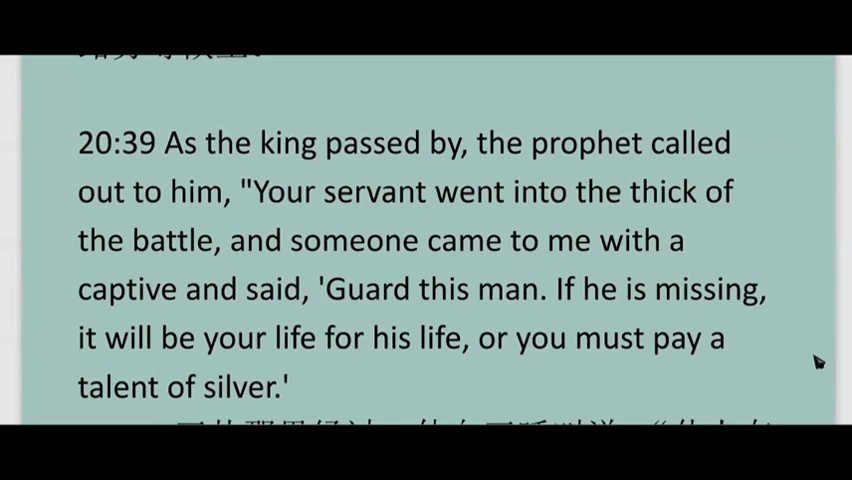 20:39 As the king passed by, the prophet called
out to him, "Your servant went into the thick of
the battle, and someone came to me with a
captive and said, 'Guard this man. If he is missing,
it will be your life for his life, or you must pay a
talent of silver.'